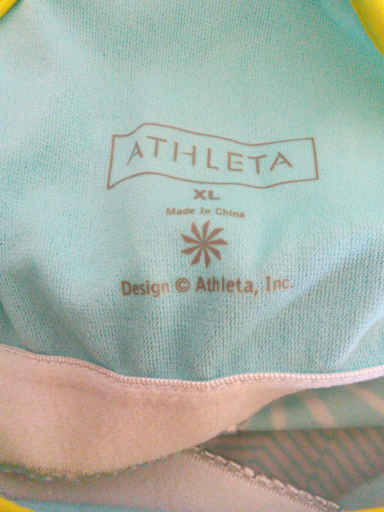 ATHLETA
XL
Made In China
Design © Athleta, Inc.